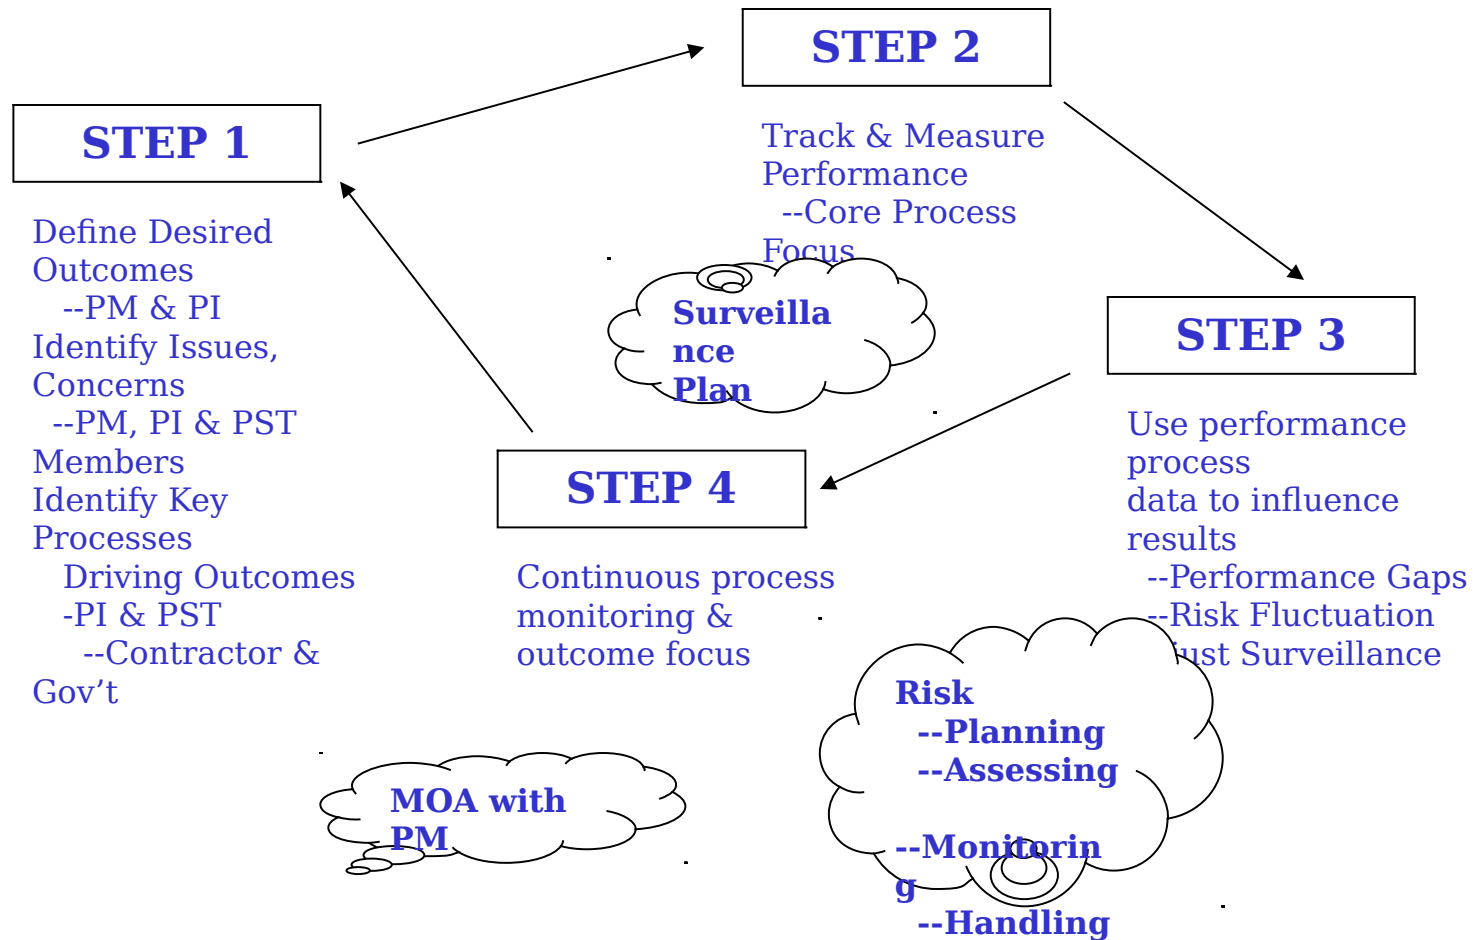 STEP 1
Define Desired
Outcomes
--PM & PI
Identify Issues,
Concerns
--PM, PI & PST
Members
Identify Key
Processes
Driving Outcomes
-PI & PST
--Contractor &
Gov’t
STEP 2
Track & Measure
Performance
--Core Process
Focus
Surveilla
nce
Plan
STEP 3
Use performance
process
data to influence
results
--Performance Gaps
--Risk Fluctuation
Surveillance
STEP 4
Continuous process
monitoring &
outcome focus
MOA with
PM
Risk
--Planning
--Assessing
--Monitorin
g
--Handling